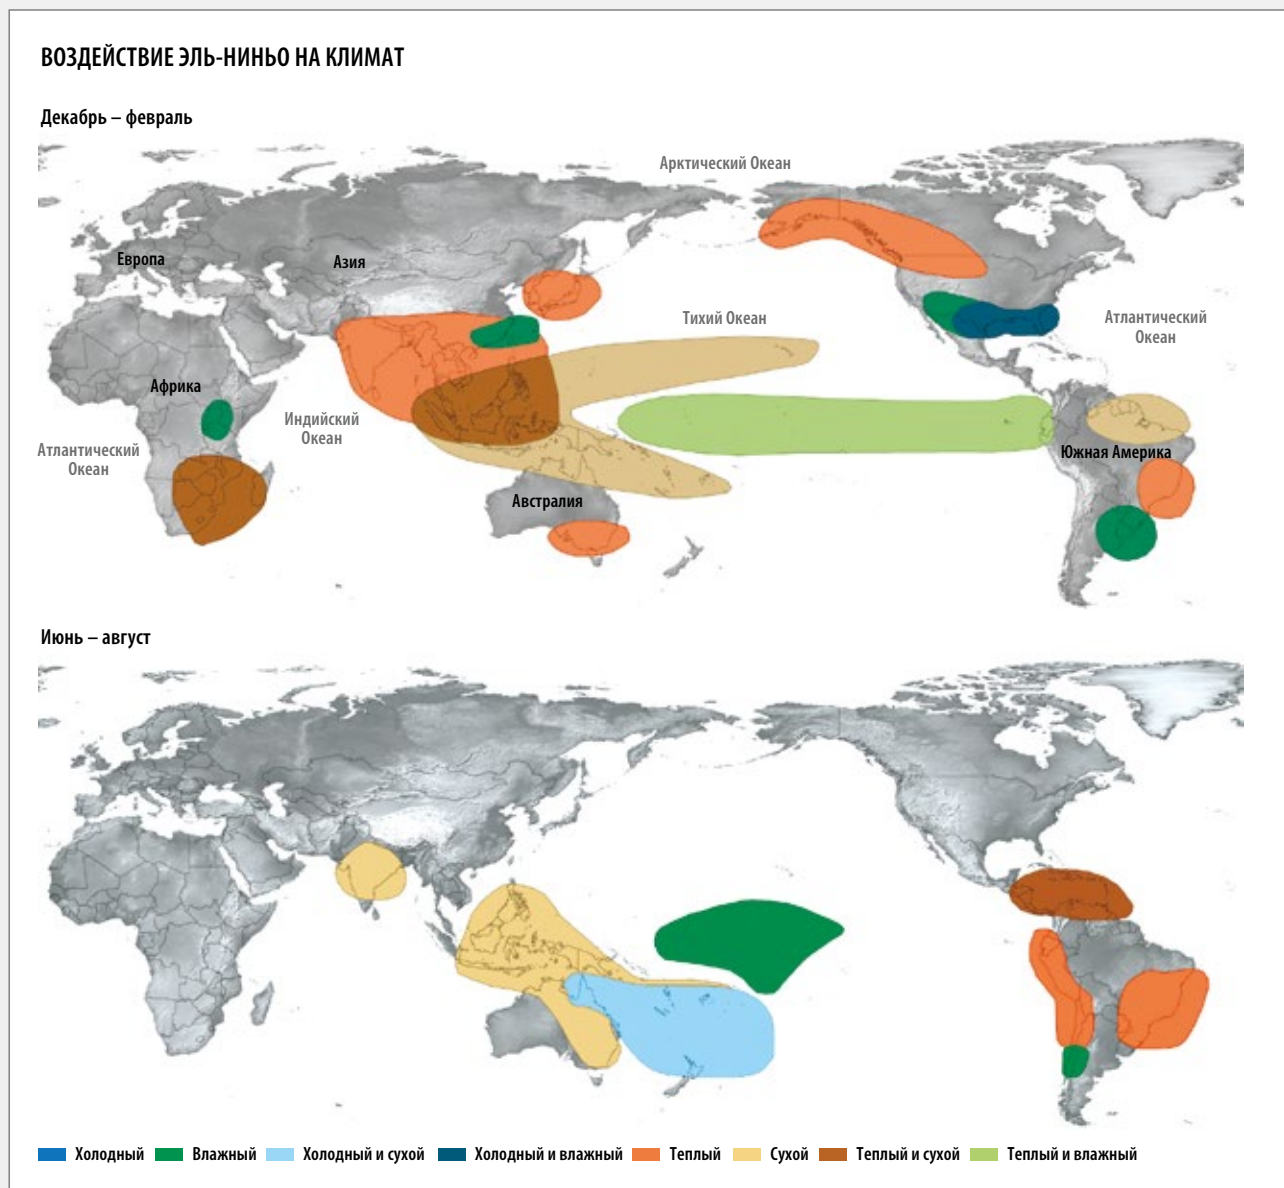 ВОЗДЕЙСТВИЕ ЭЛЬ-НИНЬО НА КЛИМАТ
Декабрь – февраль
Арктический Океан
Европа
Азия
Тихий Океан
Атлантический
Океан
Африка
Индийский
Океан
Атлантический
Океан
Южная Америка
Австралия
Июнь – август
Холодный
Влажный
Холодный и сухой
Холодный и влажный
Теплый
Сухой
Теплый и сухой
Теплый и влажный